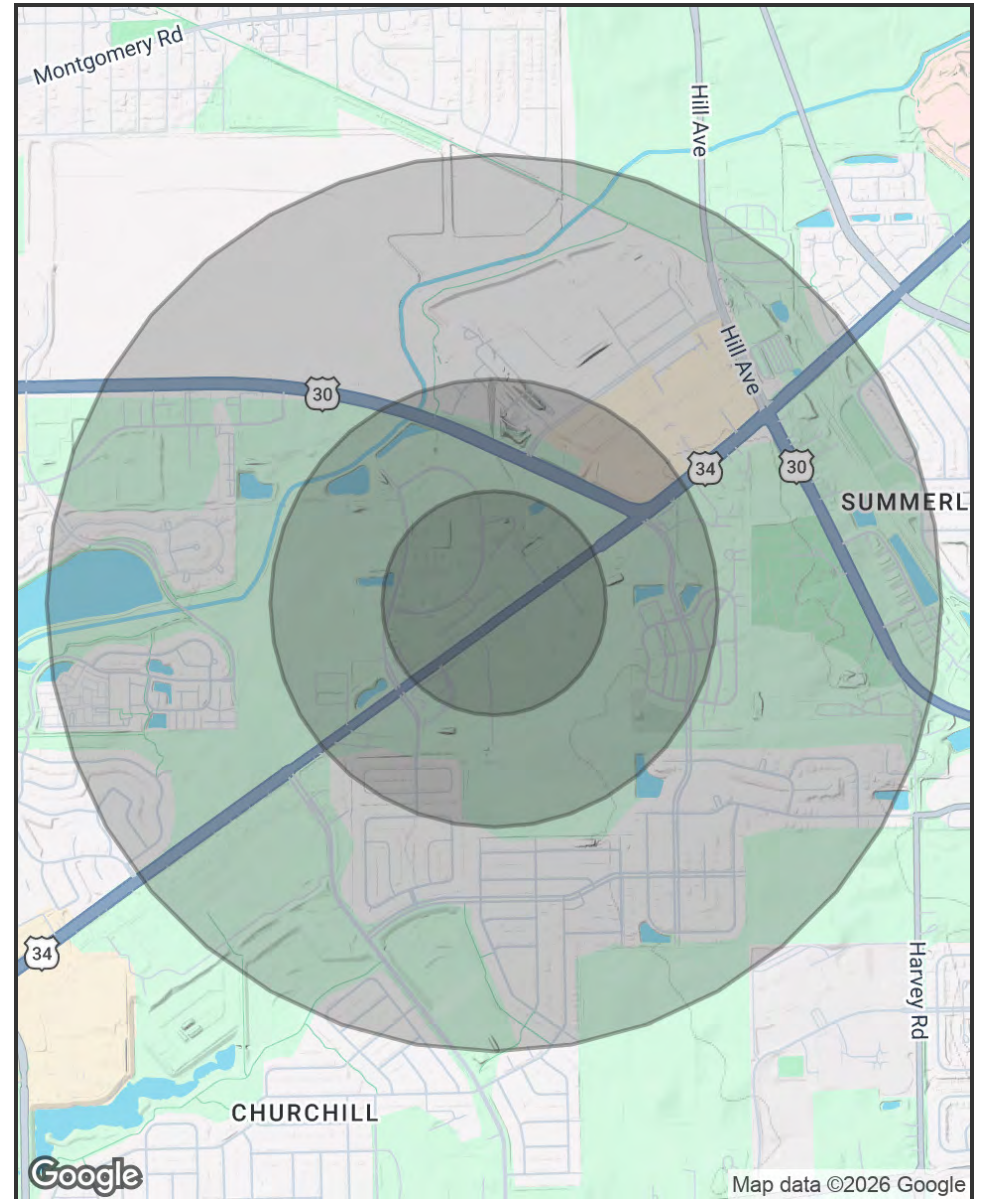 Montgomery Rd
Hill Ave
30
Hill Ave
34
30
SUMMERL
34
Harvey Rd
CHURCHILL
Google
Map data ©2026 Google